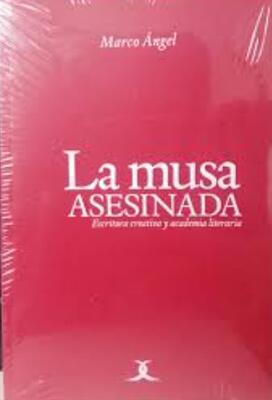 Marco Ángel
La musa
ASESINADA
Escritura creativa y academia literaria